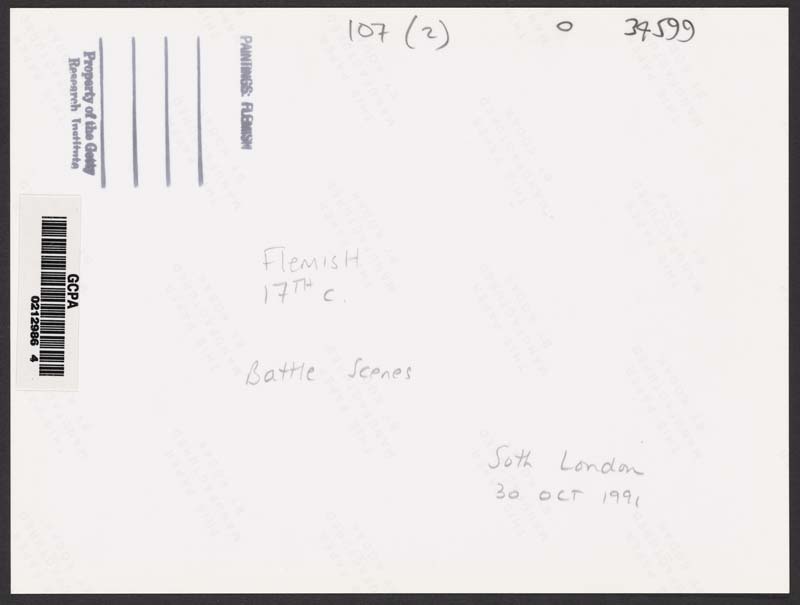 107 (2)
0
34599
PAINTINGS: FLEMISH
Property of the Getty
Research Institute
GCPA
0212986 4
Flemish
17TH c.
Battle Scenes
Soth London
30 OCT 1991